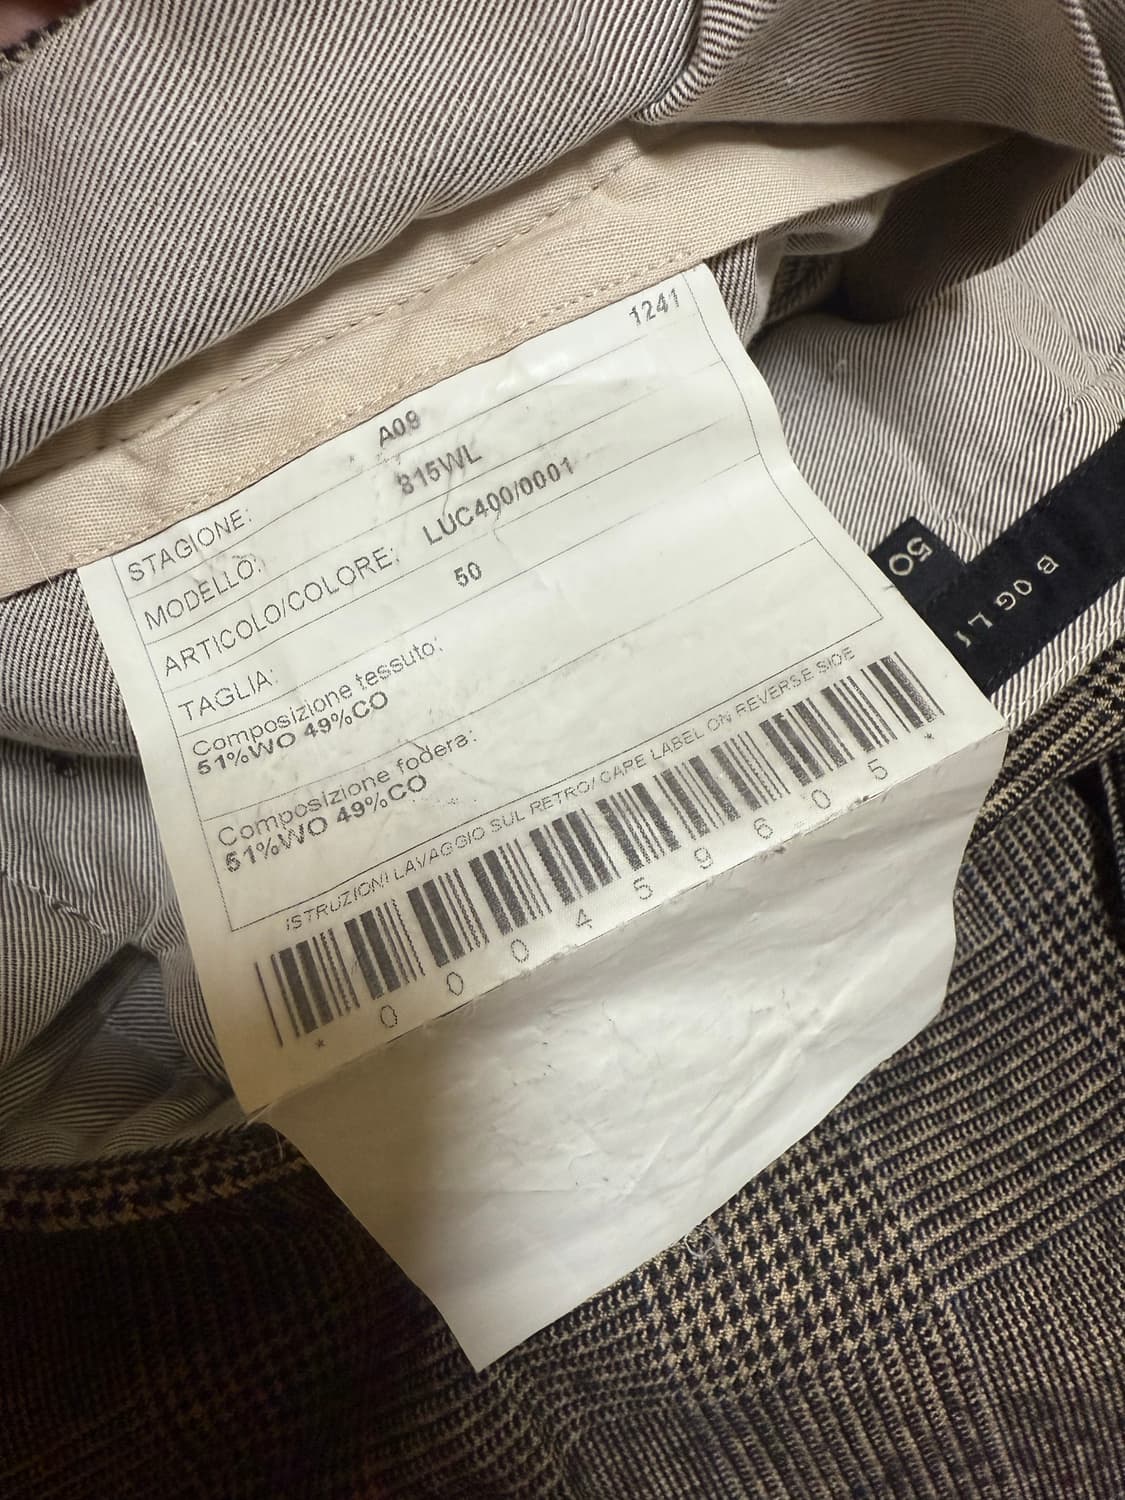 1241
STAGIONE: A09
MODELLO: 815WL
ARTICOLO/COLORE: LUC400/0001
TAGLIA: 50
Composizione tessuto:
51%WO 49%CO
Composizione fodera:
51%WO 49%CO
ISTRUZIONI LAVAGGIO SUL RETRO/ CARE LABEL ON REVERSE SIDE
* 0 0 0 4 5 9 6 0 5 *
50
BOGLI